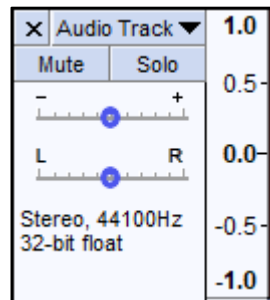 × Audio Track ▼
Mute Solo
- +
L R
Stereo, 44100Hz
32-bit float
1.0
0.5-
0.0-
-0.5-
-1.0